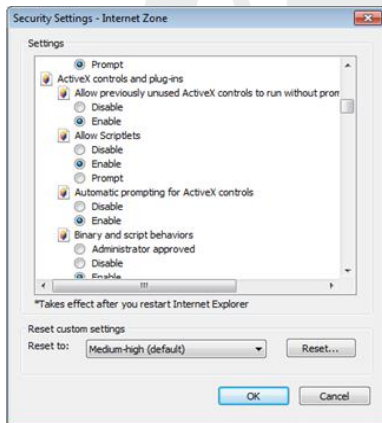 Security Settings - Internet Zone
Settings
Prompt
ActiveX controls and plug-ins
Allow previously unused ActiveX controls to run without prom
Disable
Enable
Allow Scriptlets
Disable
Enable
Prompt
Automatic prompting for ActiveX controls
Disable
Enable
Binary and script behaviors
Administrator approved
Disable
Enable
*Takes effect after you restart Internet Explorer
Reset custom settings
Reset to: Medium-high (default) Reset...
OK Cancel